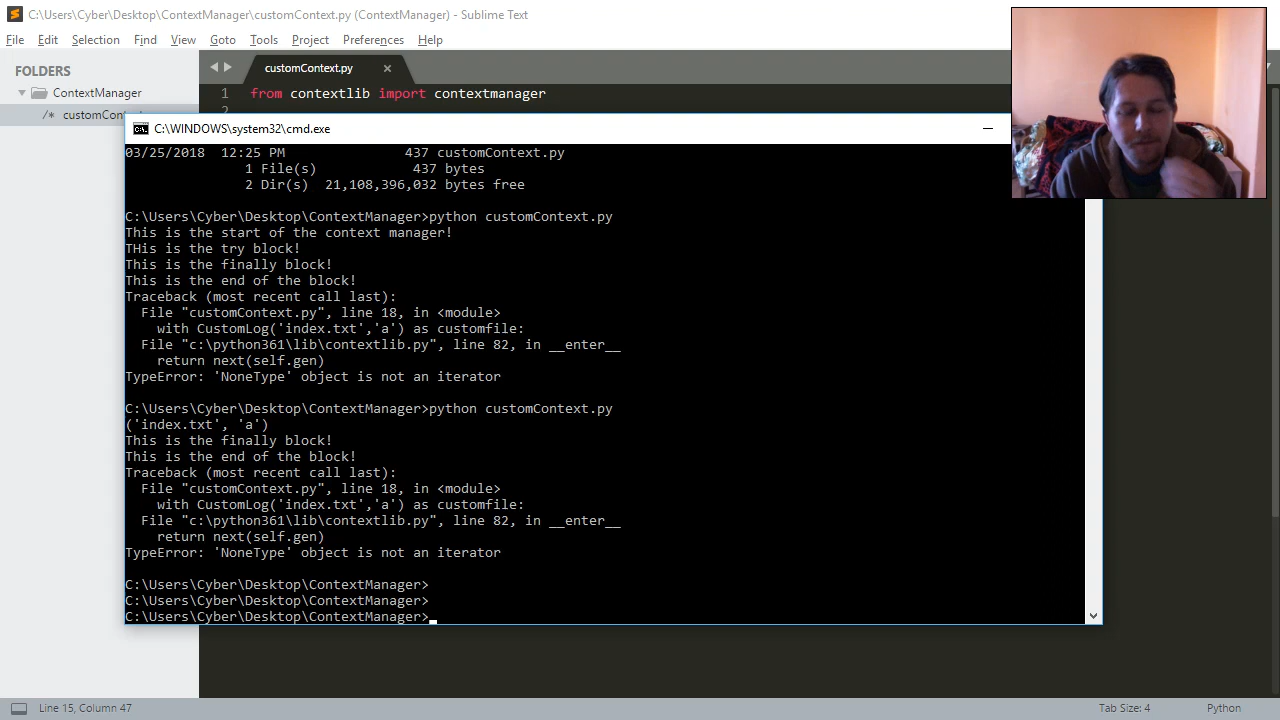 C:\Users\Cyber\Desktop\ContextManager\customContext.py (ContextManager) - Sublime Text
File Edit Selection Find View Goto Tools Project Preferences Help
FOLDERS
ContextManager
/* customCont
customContext.py
1 from contextlib import contextmanager
2
C:\WINDOWS\system32\cmd.exe
03/25/2018  12:25 PM               437 customContext.py
               1 File(s)            437 bytes
               2 Dir(s)  21,108,396,032 bytes free
C:\Users\Cyber\Desktop\ContextManager>python customContext.py
This is the start of the context manager!
THis is the try block!
This is the finally block!
This is the end of the block!
Traceback (most recent call last):
  File "customContext.py", line 18, in <module>
    with CustomLog('index.txt','a') as customfile:
  File "c:\python361\lib\contextlib.py", line 82, in __enter__
    return next(self.gen)
TypeError: 'NoneType' object is not an iterator
C:\Users\Cyber\Desktop\ContextManager>python customContext.py
('index.txt', 'a')
This is the finally block!
This is the end of the block!
Traceback (most recent call last):
  File "customContext.py", line 18, in <module>
    with CustomLog('index.txt','a') as customfile:
  File "c:\python361\lib\contextlib.py", line 82, in __enter__
    return next(self.gen)
TypeError: 'NoneType' object is not an iterator
C:\Users\Cyber\Desktop\ContextManager>
C:\Users\Cyber\Desktop\ContextManager>
C:\Users\Cyber\Desktop\ContextManager>
Line 15, Column 47
Tab Size: 4
Python